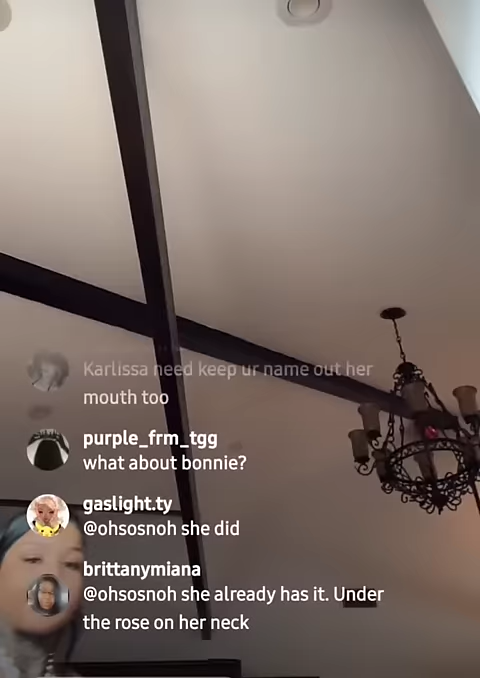 Karlissa need keep ur name out her
mouth too
purple_frm_tgg
what about bonnie?
gaslight.ty
@ohsosnoh she did
brittanymiana
@ohsosnoh she already has it. Under
the rose on her neck